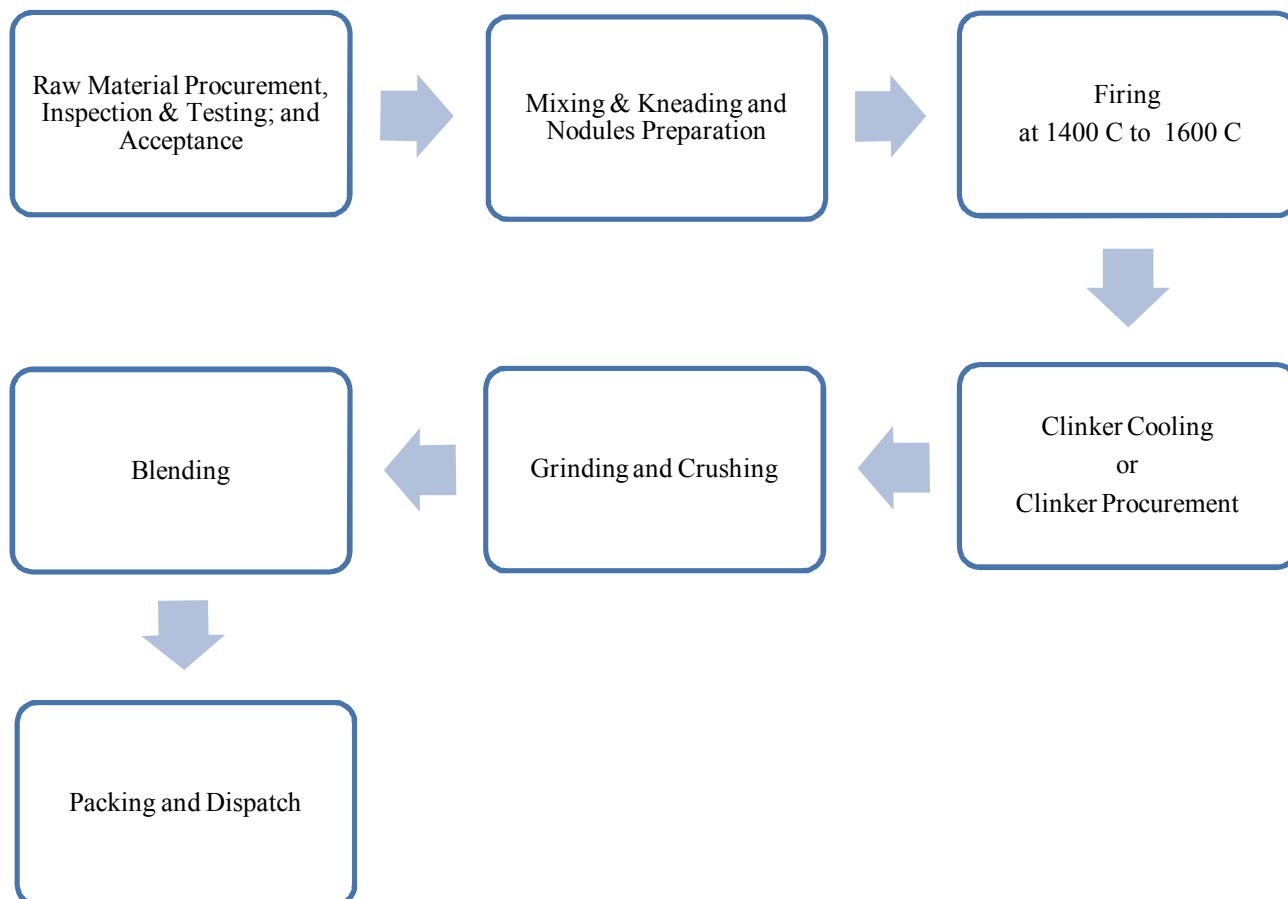 Raw Material Procurement,
Inspection & Testing; and
Acceptance
Mixing & Kneading and
Nodules Preparation
Firing
at 1400 C to 1600 C
Clinker Cooling
or
Clinker Procurement
Grinding and Crushing
Blending
Packing and Dispatch